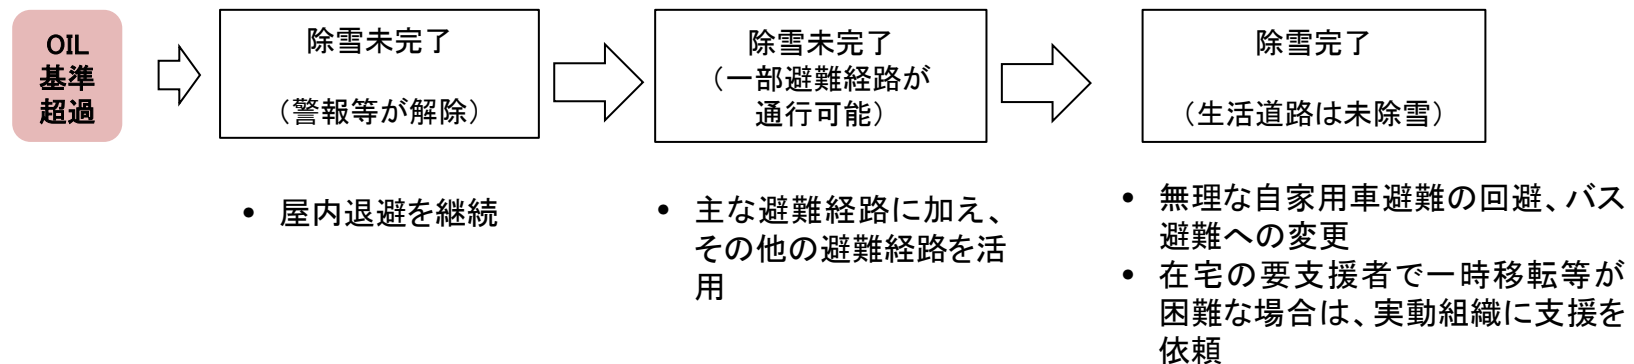 OIL
基準
超過
除雪未完了
（警報等が解除）
除雪未完了
（一部避難経路が
通行可能）
除雪完了
（生活道路は未除雪）
• 屋内退避を継続
• 主な避難経路に加え、
その他の避難経路を活
用
• 無理な自家用車避難の回避、バス
避難への変更
• 在宅の要支援者で一時移転等が
困難な場合は、実動組織に支援を
依頼